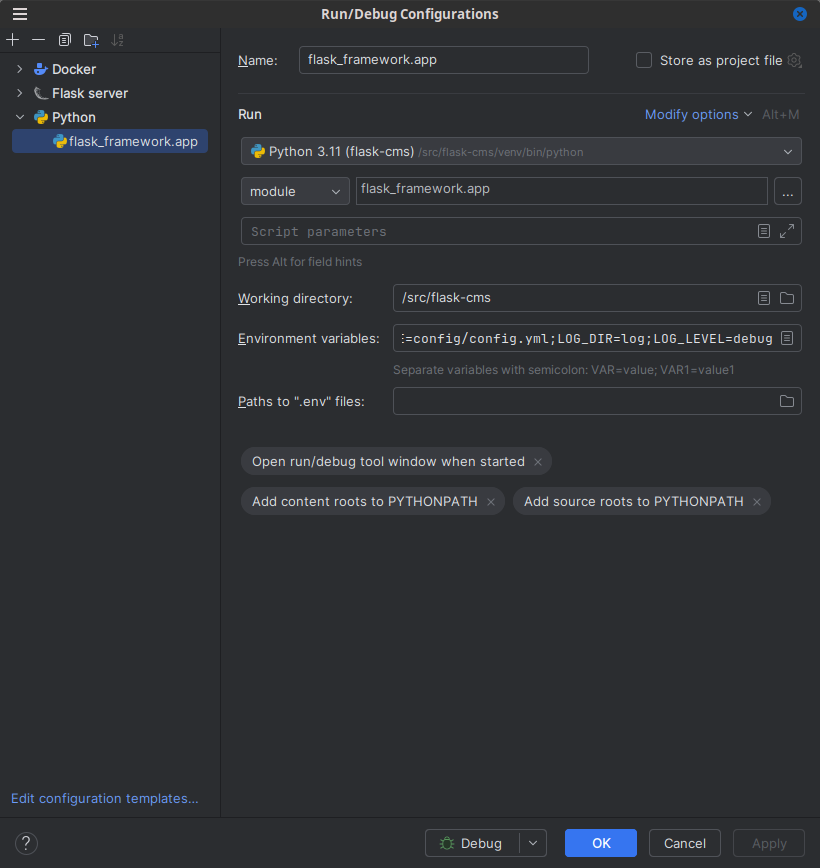 Run/Debug Configurations
Docker
Flask server
Python
flask_framework.app
Name: flask_framework.app Store as project file
Run Modify options Alt+M
Python 3.11 (flask-cms) /src/flask-cms/venv/bin/python
module flask_framework.app ...
Script parameters
Press Alt for field hints
Working directory: /src/flask-cms
Environment variables: =config/config.yml;LOG_DIR=log;LOG_LEVEL=debug
Separate variables with semicolon: VAR=value; VAR1=value1
Paths to ".env" files:
Open run/debug tool window when started ×
Add content roots to PYTHONPATH × Add source roots to PYTHONPATH ×
Edit configuration templates...
? Debug OK Cancel Apply